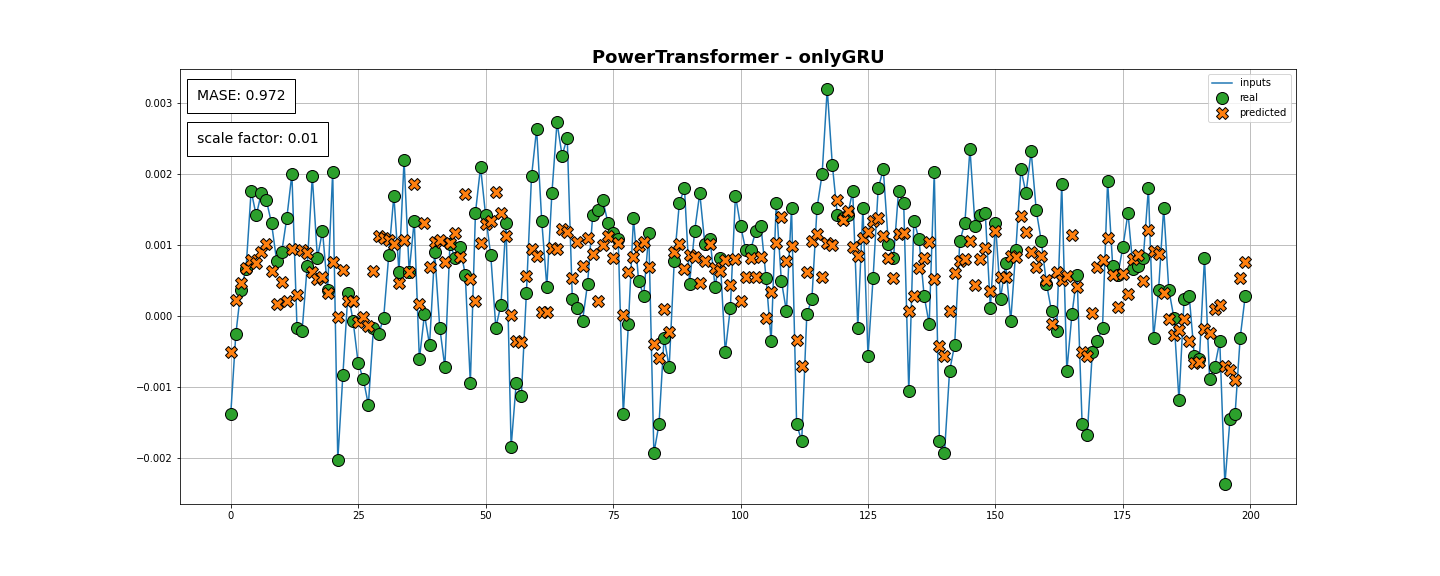 PowerTransformer - onlyGRU
MASE: 0.972
scale factor: 0.01
inputs
real
predicted
0.003
0.002
0.001
0.000
−0.001
−0.002
0 25 50 75 100 125 150 175 200